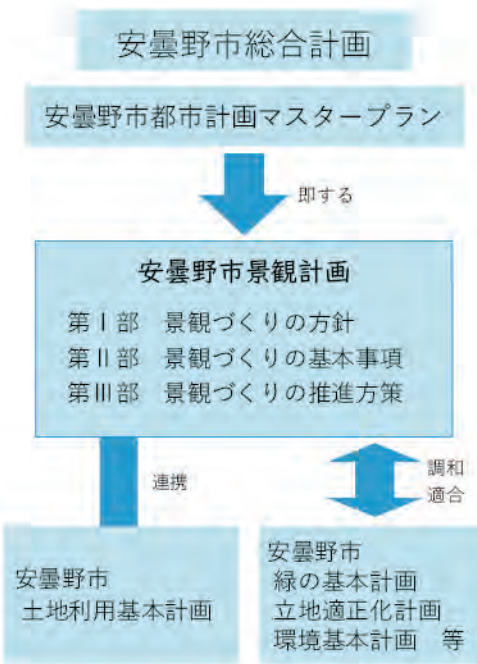 安曇野市総合計画
安曇野市都市計画マスタープラン
即する
安曇野市景観計画
第Ⅰ部　景観づくりの方針
第Ⅱ部　景観づくりの基本事項
第Ⅲ部　景観づくりの推進方策
連携
調和
適合
安曇野市
土地利用基本計画
安曇野市
緑の基本計画
立地適正化計画
環境基本計画　等